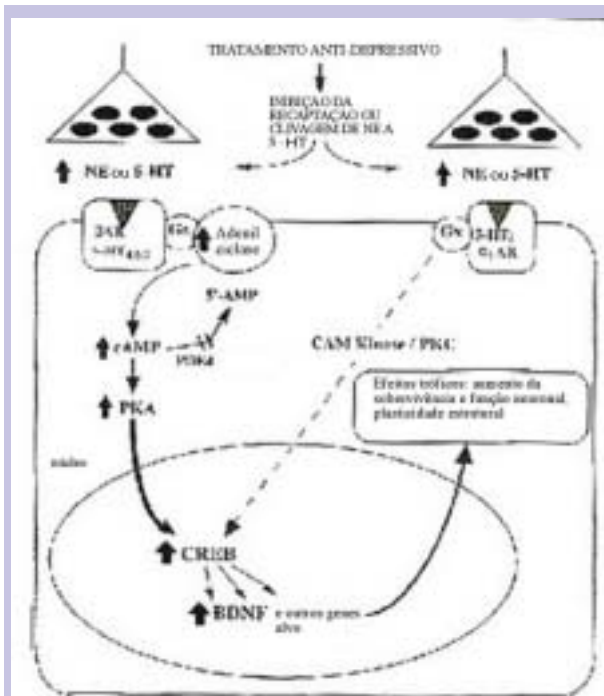 TRATAMENTO ANTI-DEPRESSIVO
INIBIÇÃO DA
RECAPTAÇÃO OU
CLIVAGEM DE NE A
5-HT
NE ou 5-HT
NE ou 5-HT
Gs
Adenil
ciclase
Gs
5'-AMP
cAMP
CAM Kinase / PKC
PKA
Efeitos tróficos: aumento da
sobrevivência e função neuronal,
plasticidade estrutural
núcleo
CREB
BDNF e outros genes
alvo